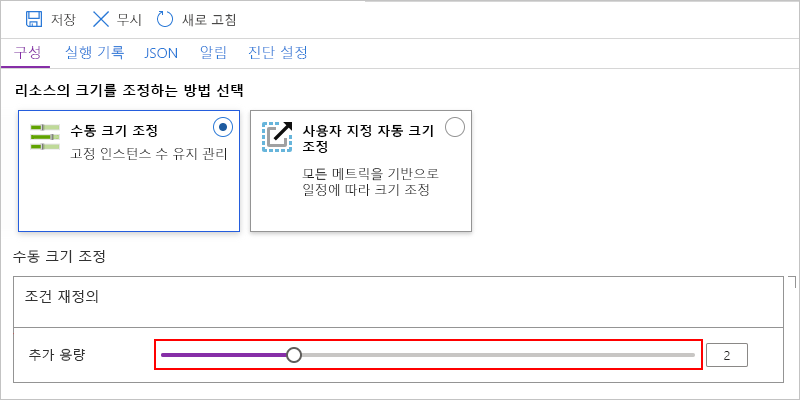 저장 무시 새로 고침
구성 실행 기록 JSON 알림 진단 설정
리소스의 크기를 조정하는 방법 선택
수동 크기 조정
고정 인스턴스 수 유지 관리
사용자 지정 자동 크기
조정
모든 메트릭을 기반으로
일정에 따라 크기 조정
수동 크기 조정
조건 재정의
추가 용량 2